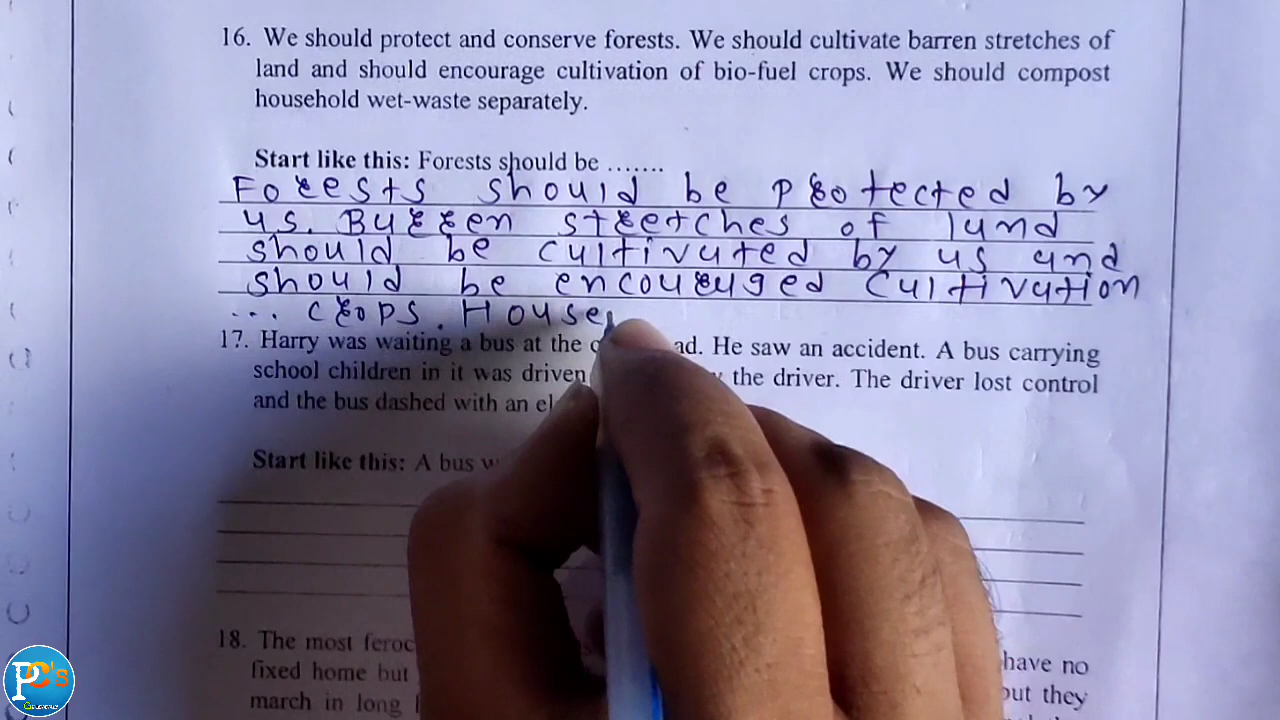 16. We should protect and conserve forests. We should cultivate barren stretches of
land and should encourage cultivation of bio-fuel crops. We should compost
household wet-waste separately.
Start like this: Forests should be .......
Forests should be protected by
us. Barren stretches of land
should be cultivated by us and
should be encouraged cultivation
... crops. House
17. Harry was waiting a bus at the ad. He saw an accident. A bus carrying
school children in it was driven the driver. The driver lost control
and the bus dashed with an el
Start like this: A bus w
18. The most feroc have no
fixed home but but they
march in long
PC's